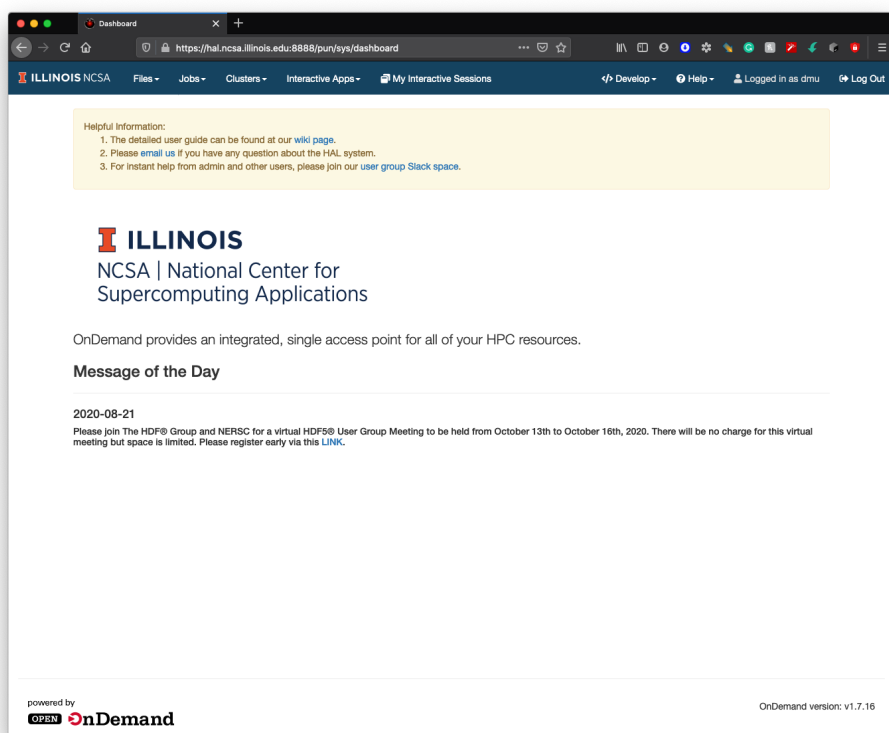 Dashboard
https://hal.ncsa.illinois.edu:8888/pun/sys/dashboard
ILLINOIS NCSA Files Jobs Clusters Interactive Apps My Interactive Sessions </> Develop Help Logged in as dmu Log Out
Helpful Information:
1. The detailed user guide can be found at our wiki page.
2. Please email us if you have any question about the HAL system.
3. For instant help from admin and other users, please join our user group Slack space.
I ILLINOIS
NCSA | National Center for
Supercomputing Applications
OnDemand provides an integrated, single access point for all of your HPC resources.
Message of the Day
2020-08-21
Please join The HDF® Group and NERSC for a virtual HDF5® User Group Meeting to be held from October 13th to October 16th, 2020. There will be no charge for this virtual
meeting but space is limited. Please register early via this LINK.
powered by
OPEN OnDemand
OnDemand version: v1.7.16